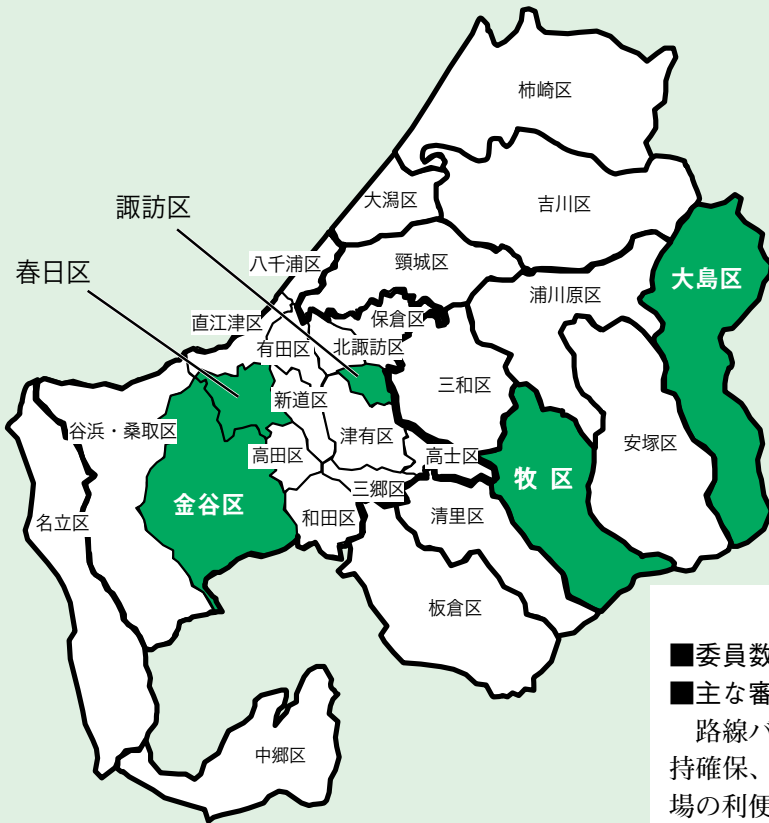 柿崎区
大潟区
吉川区
諏訪区
八千浦区
頸城区
大島区
春日区
浦川原区
直江津区
保倉区
有田区
北諏訪区
三和区
新道区
谷浜・桑取区
津有区
安塚区
高田区
高士区
牧 区
三郷区
金谷区
和田区
清里区
名立区
板倉区
中郷区
■委員数
■主な審
路線バ
持確保、
場の利便